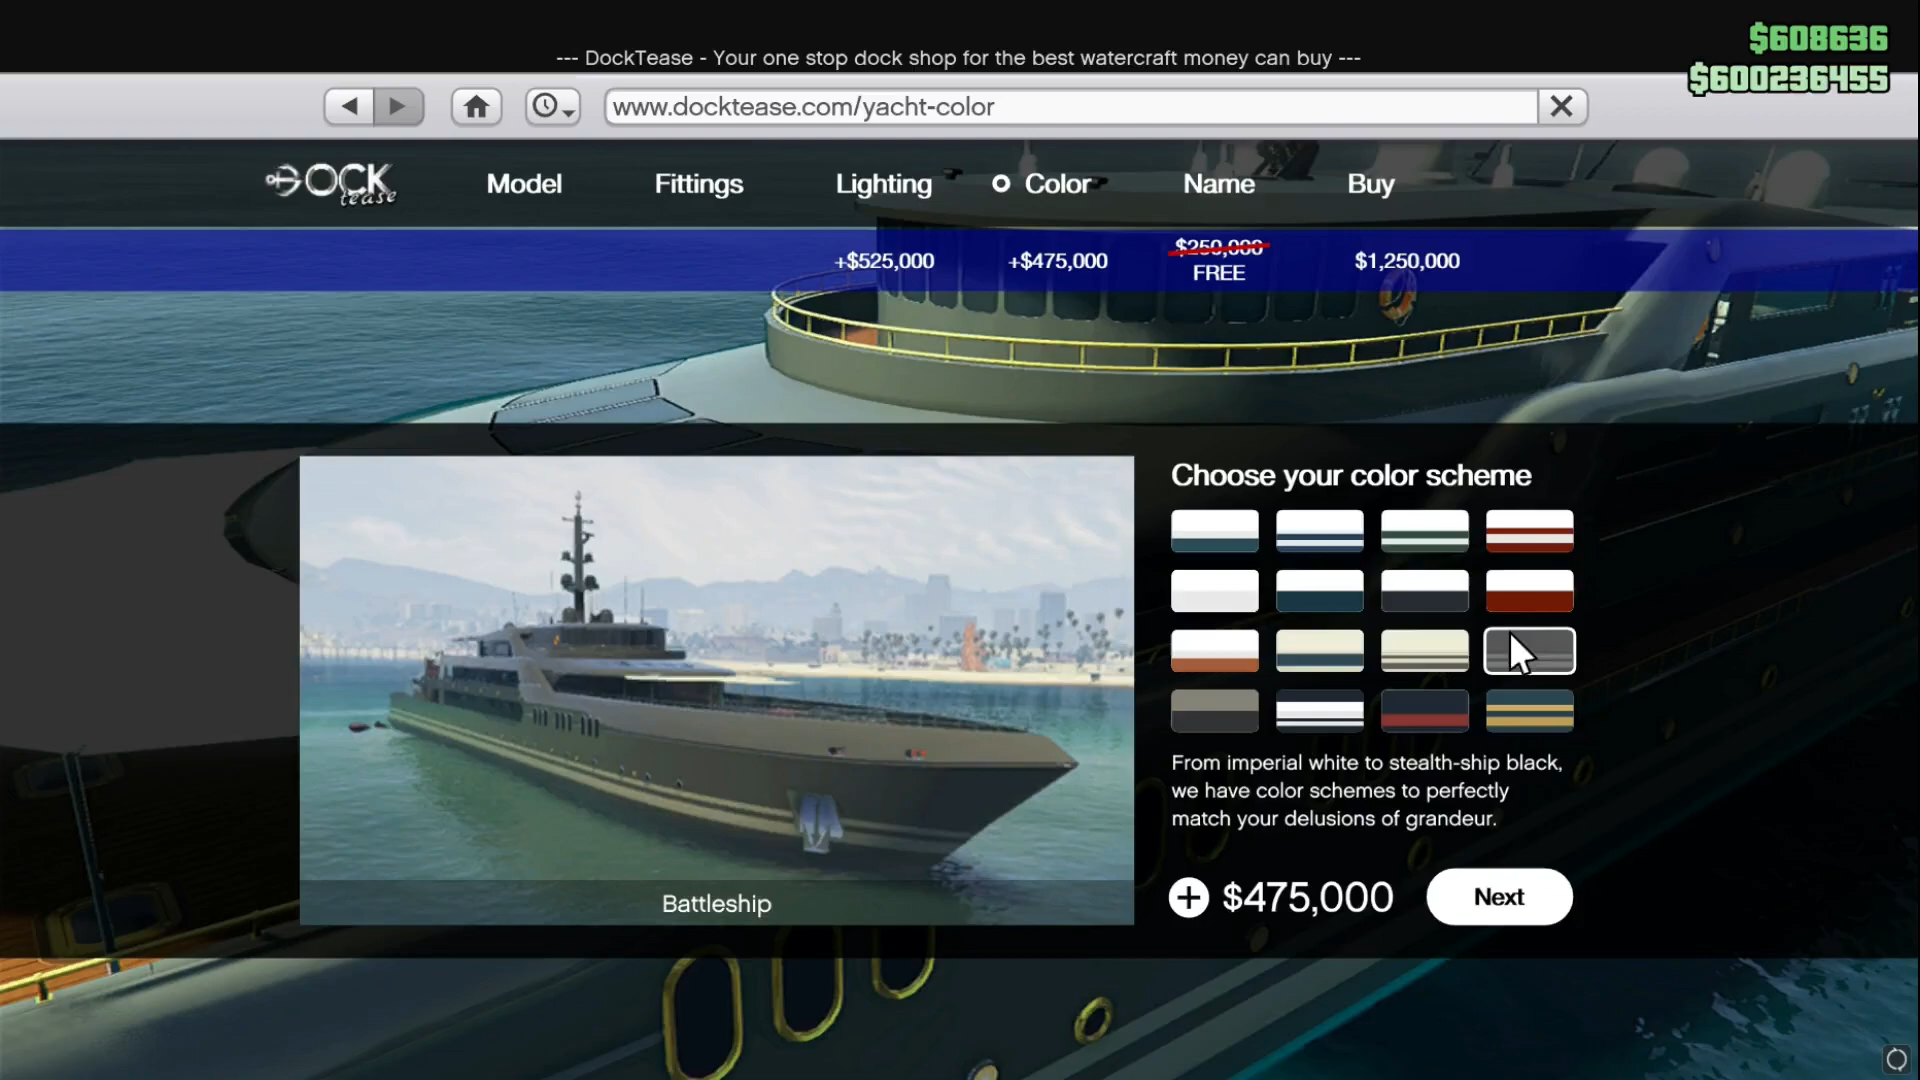 --- DockTease - Your one stop dock shop for the best watercraft money can buy ---
$608636
$600236455
www.docktease.com/yacht-color
DOCK
tease
Model
Fittings
Lighting
Color
Name
Buy
+$525,000
+$475,000
$250,000
FREE
$1,250,000
Choose your color scheme
From imperial white to stealth-ship black,
we have color schemes to perfectly
match your delusions of grandeur.
Battleship
+ $475,000
Next